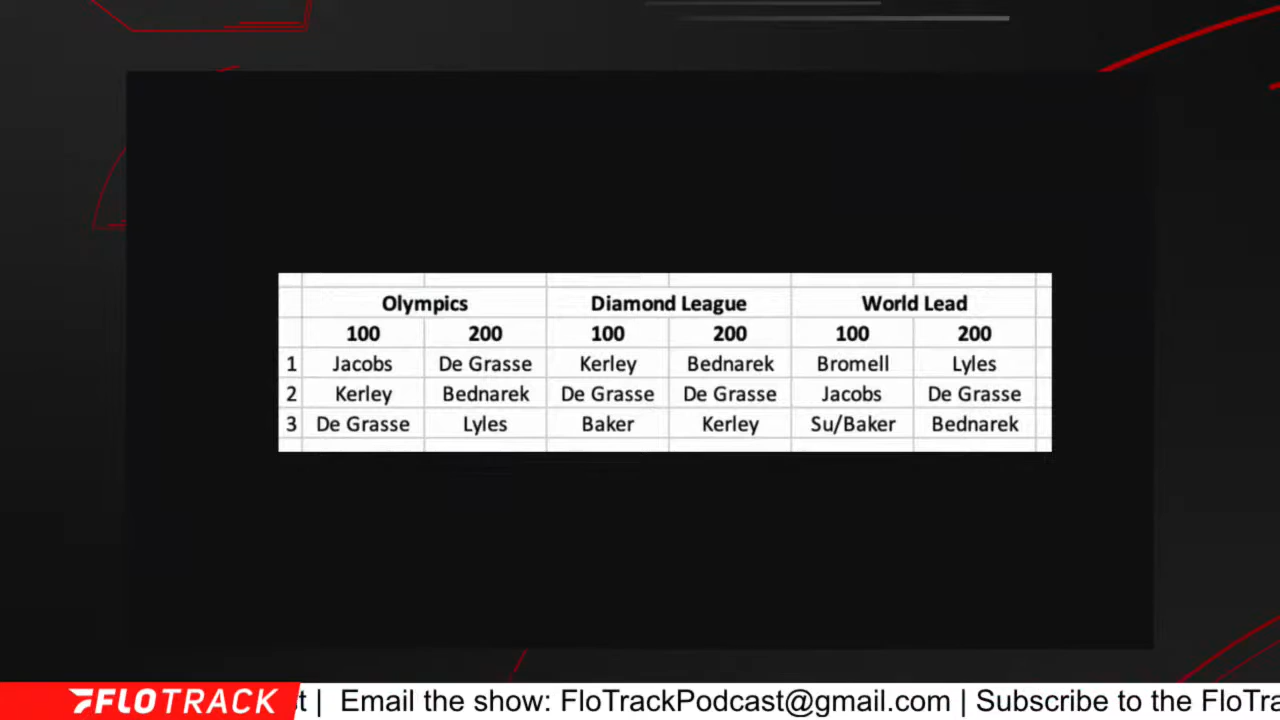 Olympics Diamond League World Lead
100 200 100 200 100 200
1 Jacobs De Grasse Kerley Bednarek Bromell Lyles
2 Kerley Bednarek De Grasse De Grasse Jacobs De Grasse
3 De Grasse Lyles Baker Kerley Su/Baker Bednarek
FLOTRACK t | Email the show: FloTrackPodcast@gmail.com | Subscribe to the FloTra